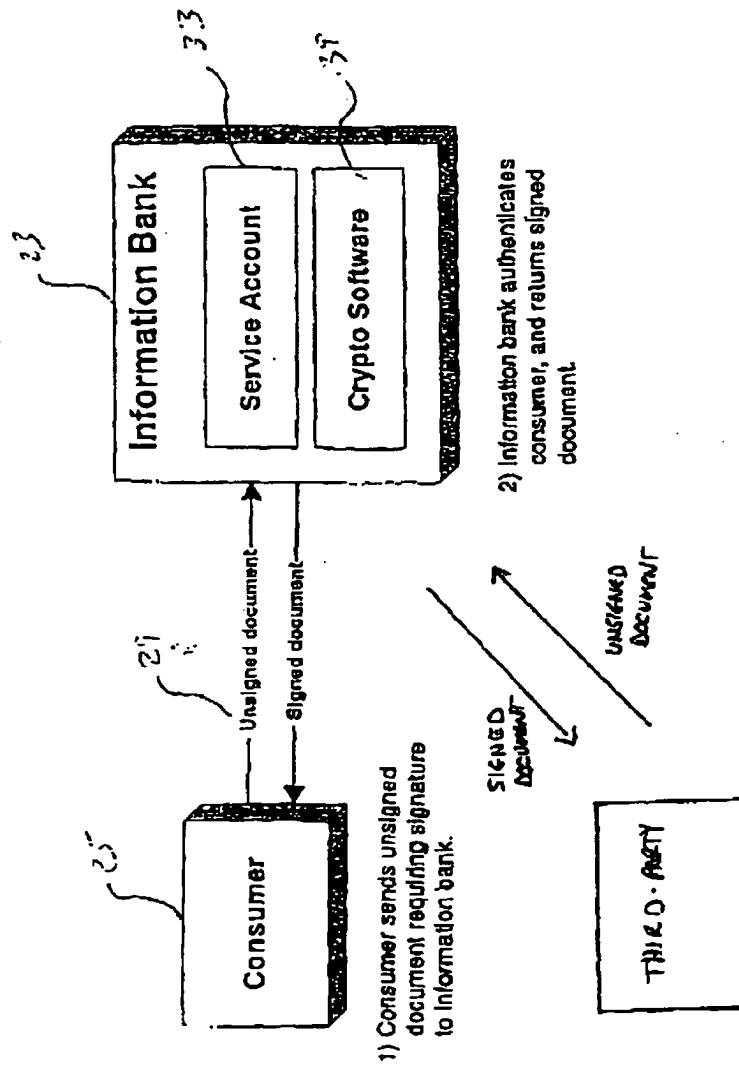 23
Information Bank
33
Service Account
Crypto Software
25
Consumer
Unsigned document
Signed document
1) Consumer sends unsigned
document requiring signature
to Information bank.
2) Information bank authenticates
consumer, and returns signed
document.
SIGNED
DOCUMENT
UNSIGNED
DOCUMENT
THIRD-PARTY